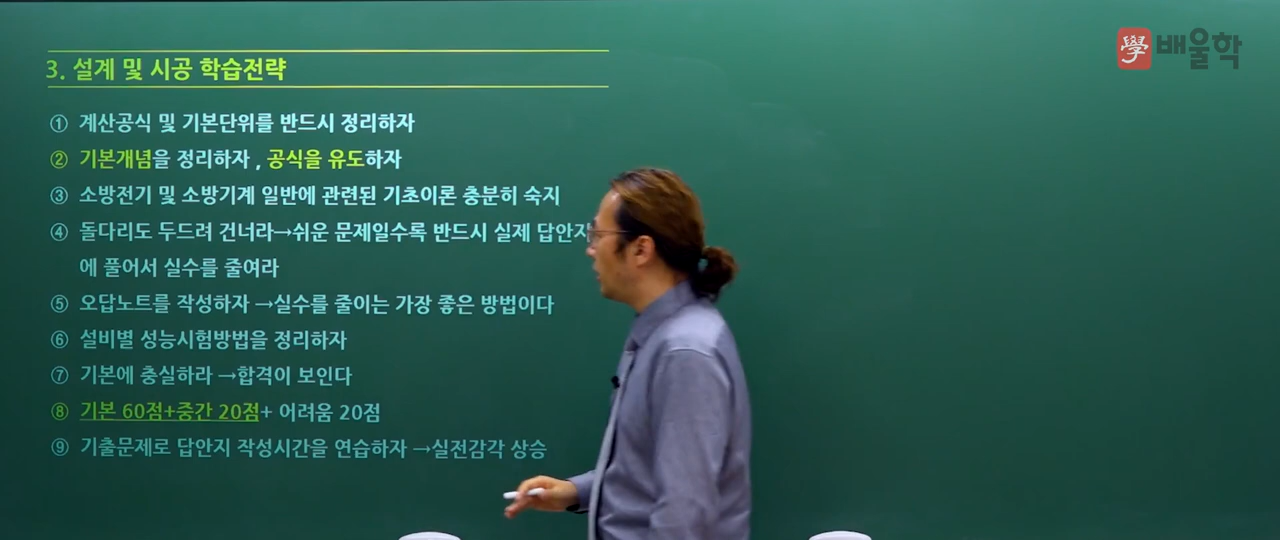 學 배울학
3. 설계 및 시공 학습전략
① 계산공식 및 기본단위를 반드시 정리하자
② 기본개념을 정리하자 , 공식을 유도하자
③ 소방전기 및 소방기계 일반에 관련된 기초이론 충분히 숙지
④ 돌다리도 두드려 건너라→쉬운 문제일수록 반드시 실제 답안지
에 풀어서 실수를 줄여라
⑤ 오답노트를 작성하자 →실수를 줄이는 가장 좋은 방법이다
⑥ 설비별 성능시험방법을 정리하자
⑦ 기본에 충실하라 →합격이 보인다
⑧ 기본 60점+중간 20점+ 어려움 20점
⑨ 기출문제로 답안지 작성시간을 연습하자 →실전감각 상승